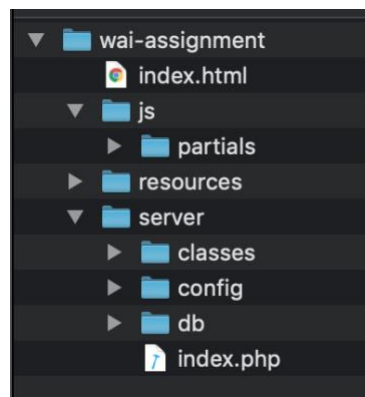 wai-assignment
index.html
js
partials
resources
server
classes
config
db
index.php